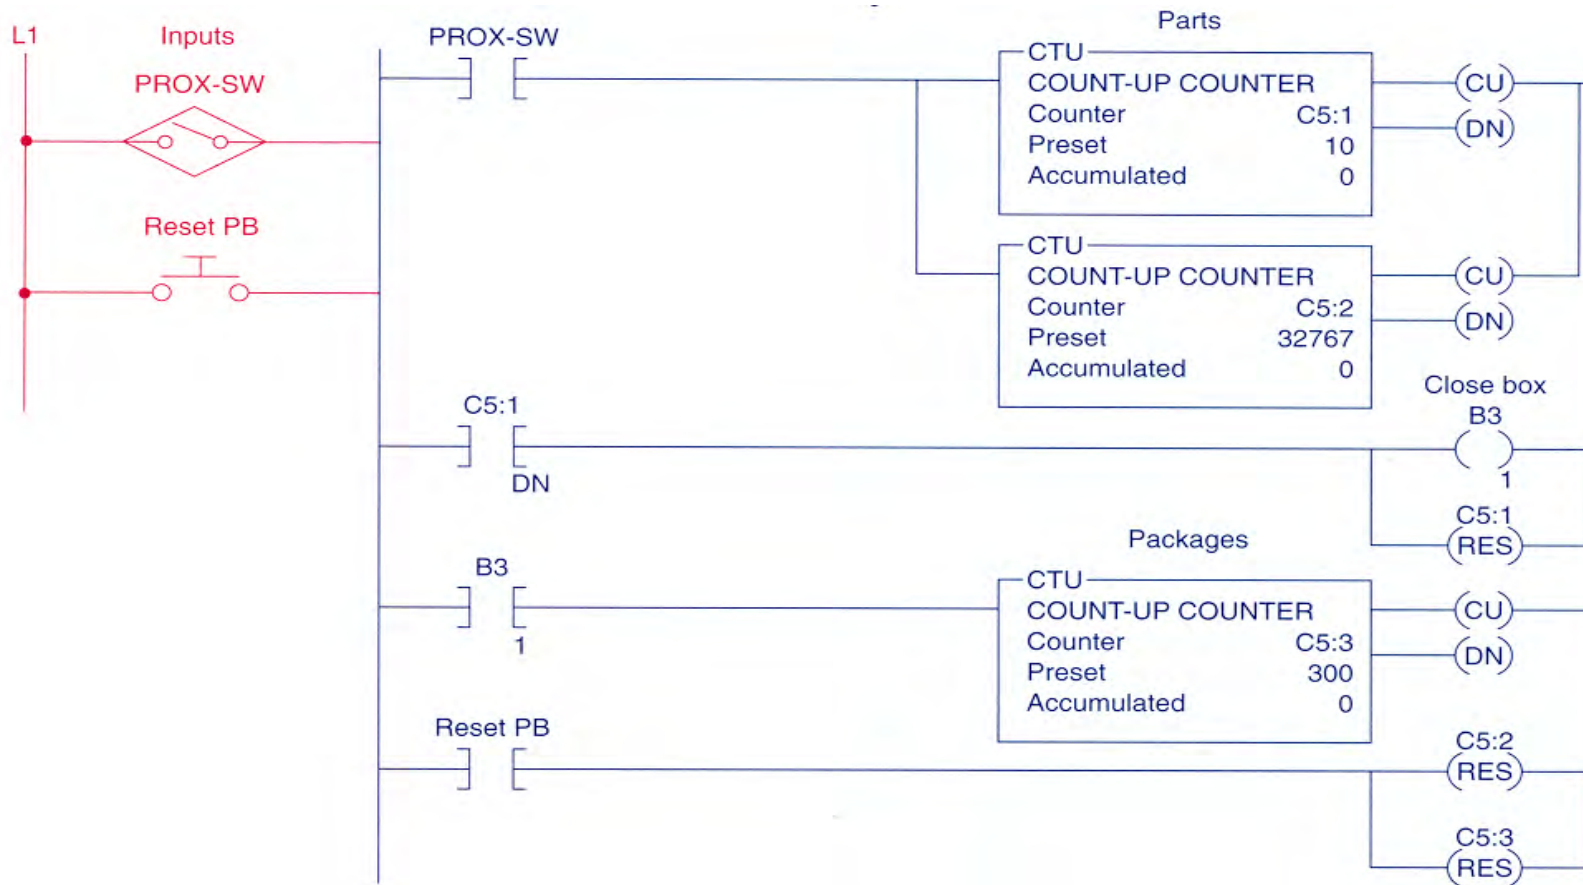 L1
Inputs
PROX-SW
Reset PB
PROX-SW
Parts
CTU
COUNT-UP COUNTER
Counter C5:1
Preset 10
Accumulated 0
CU
DN
CTU
COUNT-UP COUNTER
Counter C5:2
Preset 32767
Accumulated 0
CU
DN
C5:1
DN
Close box
B3
1
C5:1
RES
B3
1
Packages
CTU
COUNT-UP COUNTER
Counter C5:3
Preset 300
Accumulated 0
CU
DN
Reset PB
C5:2
RES
C5:3
RES